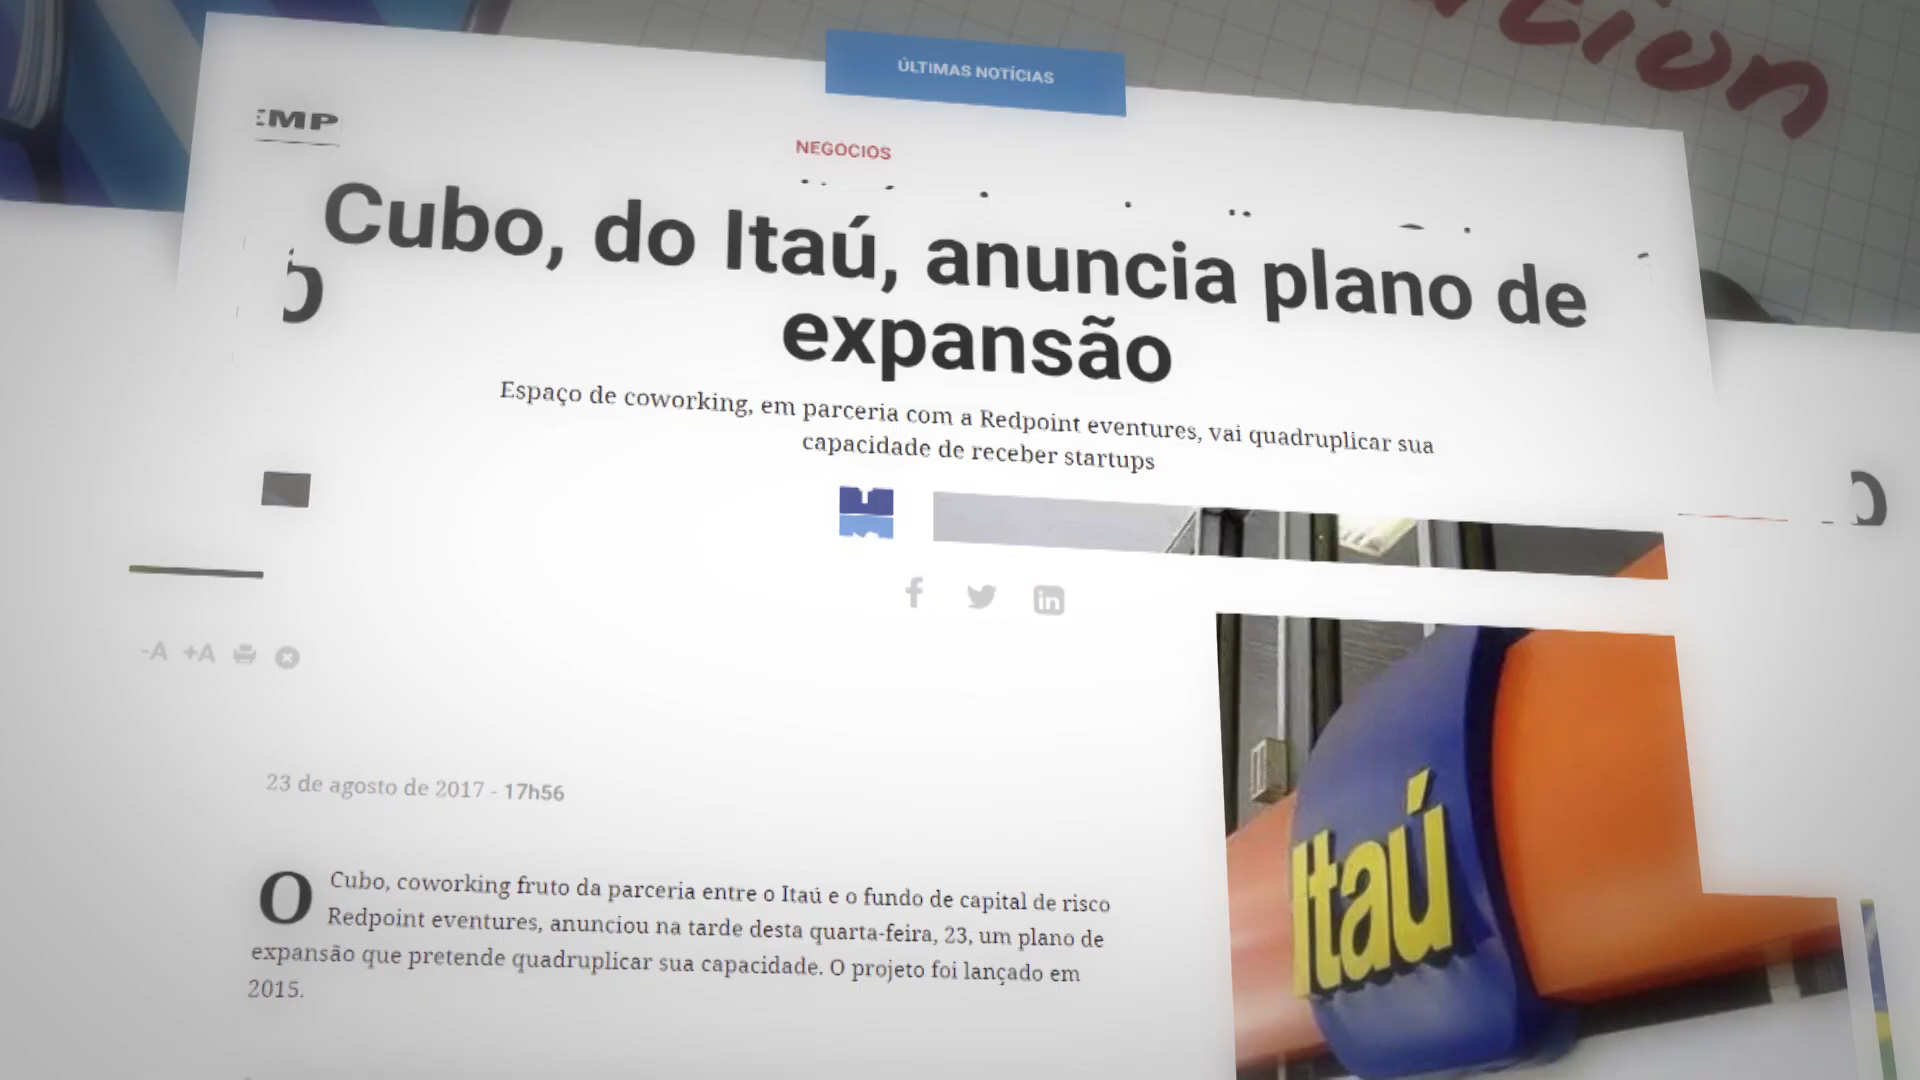 ÚLTIMAS NOTÍCIAS
NEGÓCIOS
Cubo, do Itaú, anuncia plano de
expansão
Espaço de coworking, em parceria com a Redpoint eventures, vai quadruplicar sua
capacidade de receber startups
-A +A
23 de agosto de 2017 - 17h56
O Cubo, coworking fruto da parceria entre o Itaú e o fundo de capital de risco
Redpoint eventures, anunciou na tarde desta quarta-feira, 23, um plano de
expansão que pretende quadruplicar sua capacidade. O projeto foi lançado em
2015.
Itaú